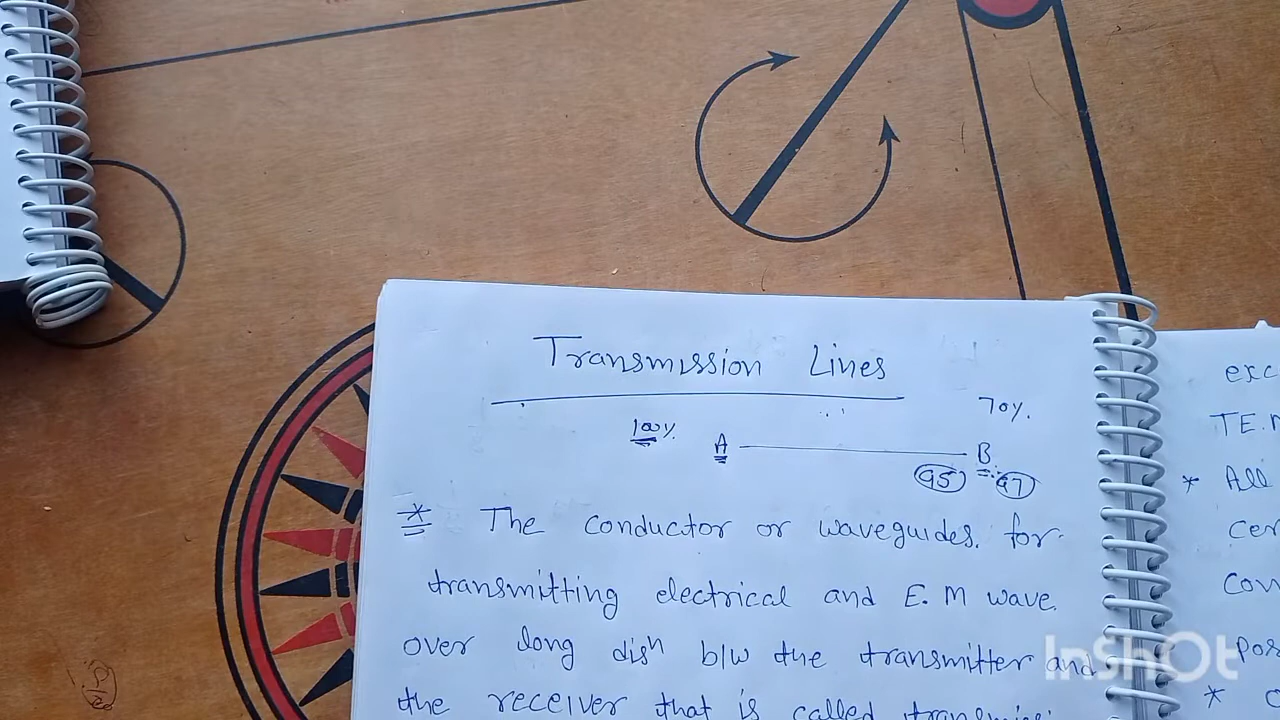 Transmission Lines
100%. A B 70%.
95 97
* The conductor or waveguides. for
transmitting electrical and E.M wave.
over long dis^n b/w the transmitter and
the receiver that is called
exc
TE.
* All
cer
Con
pos
*
InShOt